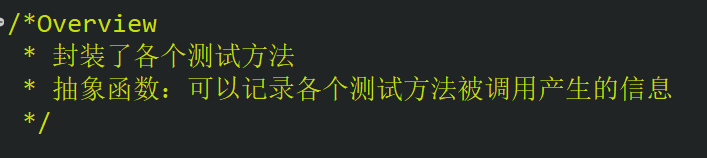 /*Overview
* 封装了各个测试方法
* 抽象函数：可以记录各个测试方法被调用产生的信息
*/